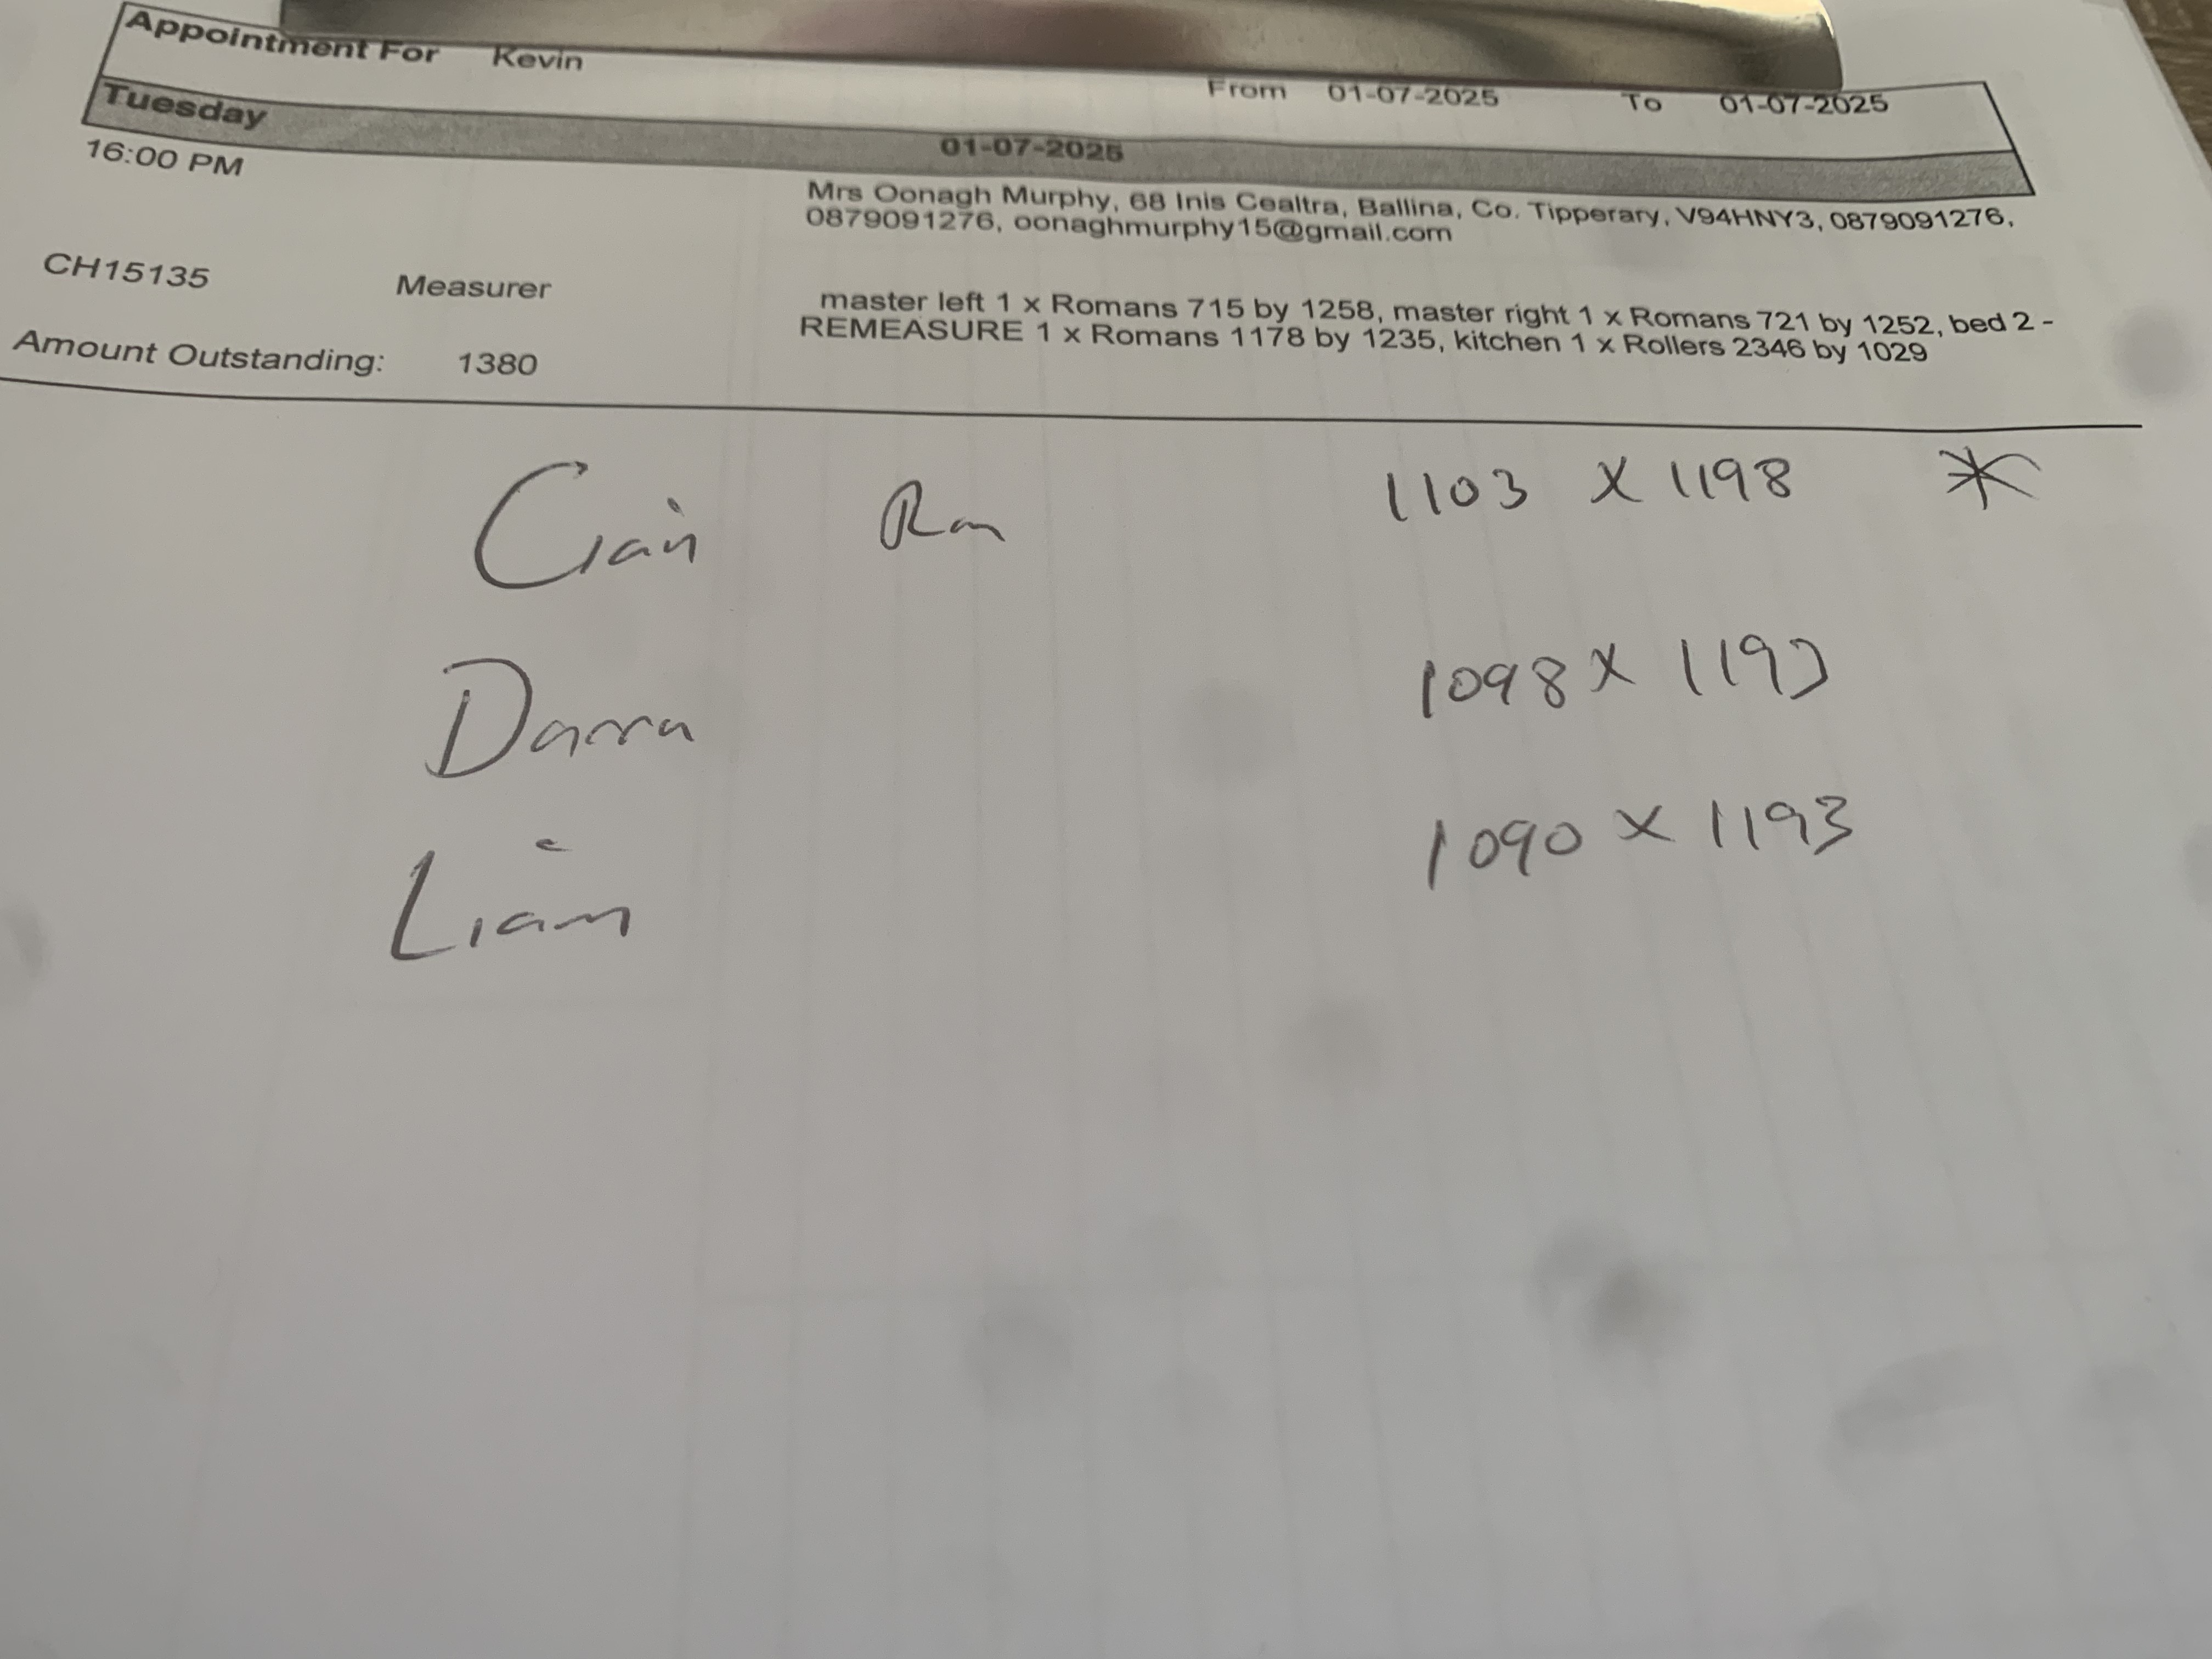 Appointment For Kevin From 01-07-2025 To 01-07-2025
Tuesday 01-07-2025
16:00 PM
Mrs Oonagh Murphy, 68 Inis Cealtra, Ballina, Co. Tipperary, V94HNY3, 0879091276,
0879091276, oonaghmurphy15@gmail.com
CH15135 Measurer
master left 1 x Romans 715 by 1258, master right 1 x Romans 721 by 1252, bed 2 -
REMEASURE 1 x Romans 1178 by 1235, kitchen 1 x Rollers 2346 by 1029
Amount Outstanding: 1380
Cian Rm 1103 x 1198 *
Darra 1098 x 1193
Liam 1090 x 1193